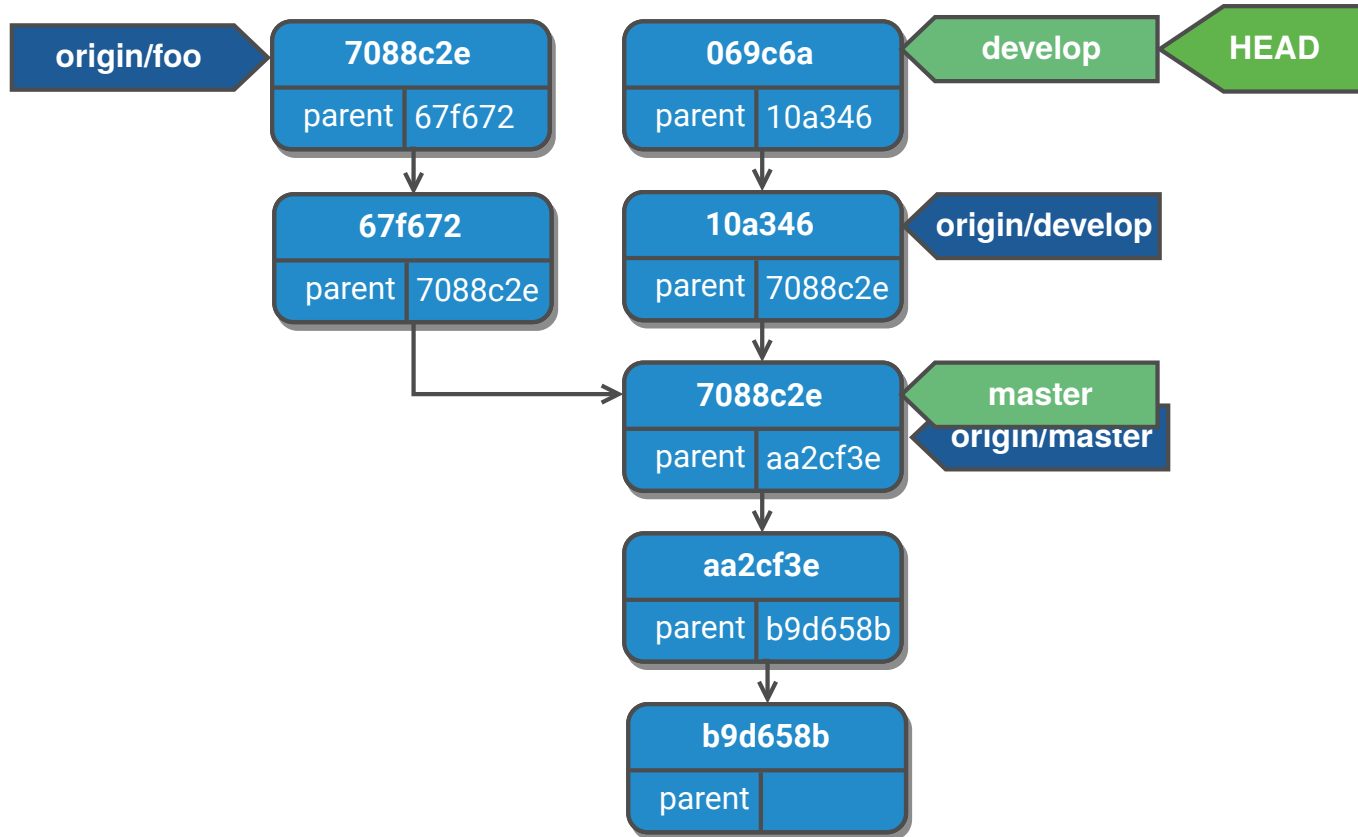 origin/foo
7088c2e
parent 67f672
67f672
parent 7088c2e
069c6a
parent 10a346
develop
HEAD
10a346
parent 7088c2e
origin/develop
7088c2e
parent aa2cf3e
master
origin/master
aa2cf3e
parent b9d658b
b9d658b
parent